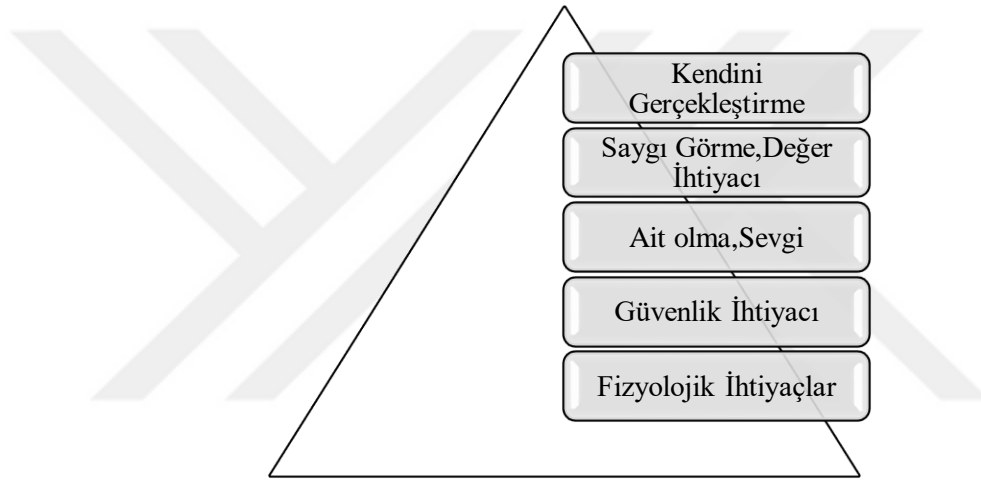 Kendini
Gerçekleştirme
Saygı Görme,Değer
İhtiyacı
Ait olma,Sevgi
Güvenlik İhtiyacı
Fizyolojik İhtiyaçlar